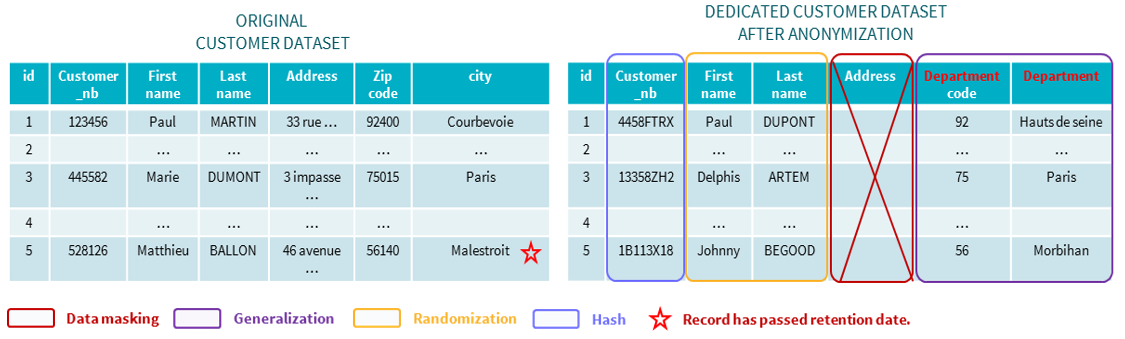 ORIGINAL
CUSTOMER DATASET
DEDICATED CUSTOMER DATASET
AFTER ANONYMIZATION
id Customer _nb First name Last name Address Zip code city
1 123456 Paul MARTIN 33 rue ... 92400 Courbevoie
2 ... ... ... ... ...
3 445582 Marie DUMONT 3 impasse ... 75015 Paris
4 ... ... ... ...
5 528126 Matthieu BALLON 46 avenue ... 56140 Malestroit
id Customer _nb First name Last name Address Department code Department
1 4458FTRX Paul DUPONT 92 Hauts de seine
2 ... ... ... ...
3 13358ZH2 Delphis ARTEM 75 Paris
4 ... ... ...
5 1B113X18 Johnny BEGOOD 56 Morbihan
Data masking Generalization Randomization Hash Record has passed retention date.